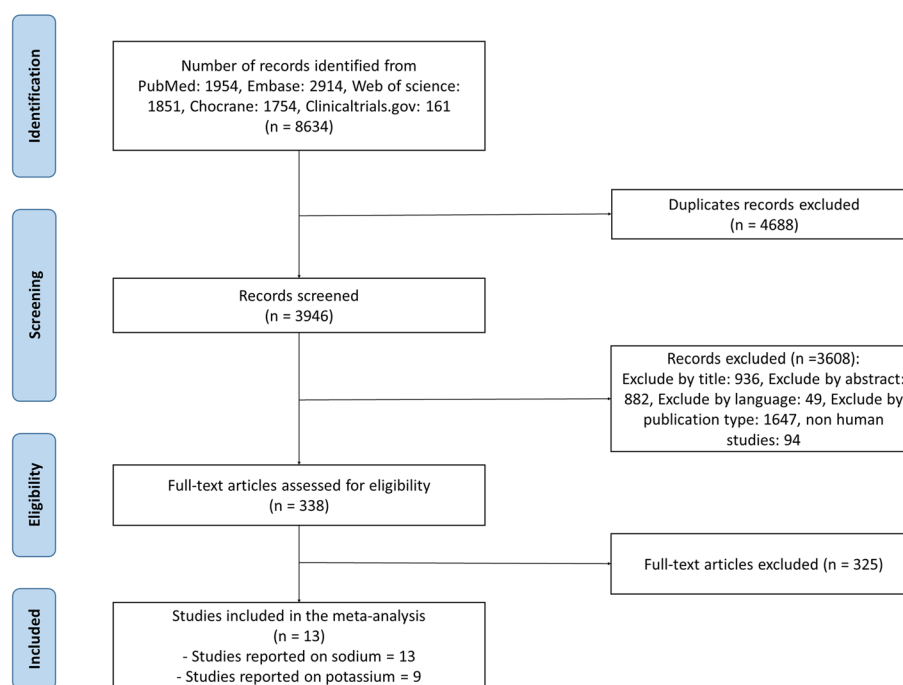 Identification
Number of records identified from
PubMed: 1954, Embase: 2914, Web of science:
1851, Chocrane: 1754, Clinicaltrials.gov: 161
(n = 8634)
Duplicates records excluded
(n = 4688)
Screening
Records screened
(n = 3946)
Records excluded (n =3608):
Exclude by title: 936, Exclude by abstract:
882, Exclude by language: 49, Exclude by
publication type: 1647, non human
studies: 94
Eligibility
Full-text articles assessed for eligibility
(n = 338)
Full-text articles excluded (n = 325)
Included
Studies included in the meta-analysis
(n = 13)
- Studies reported on sodium = 13
- Studies reported on potassium = 9